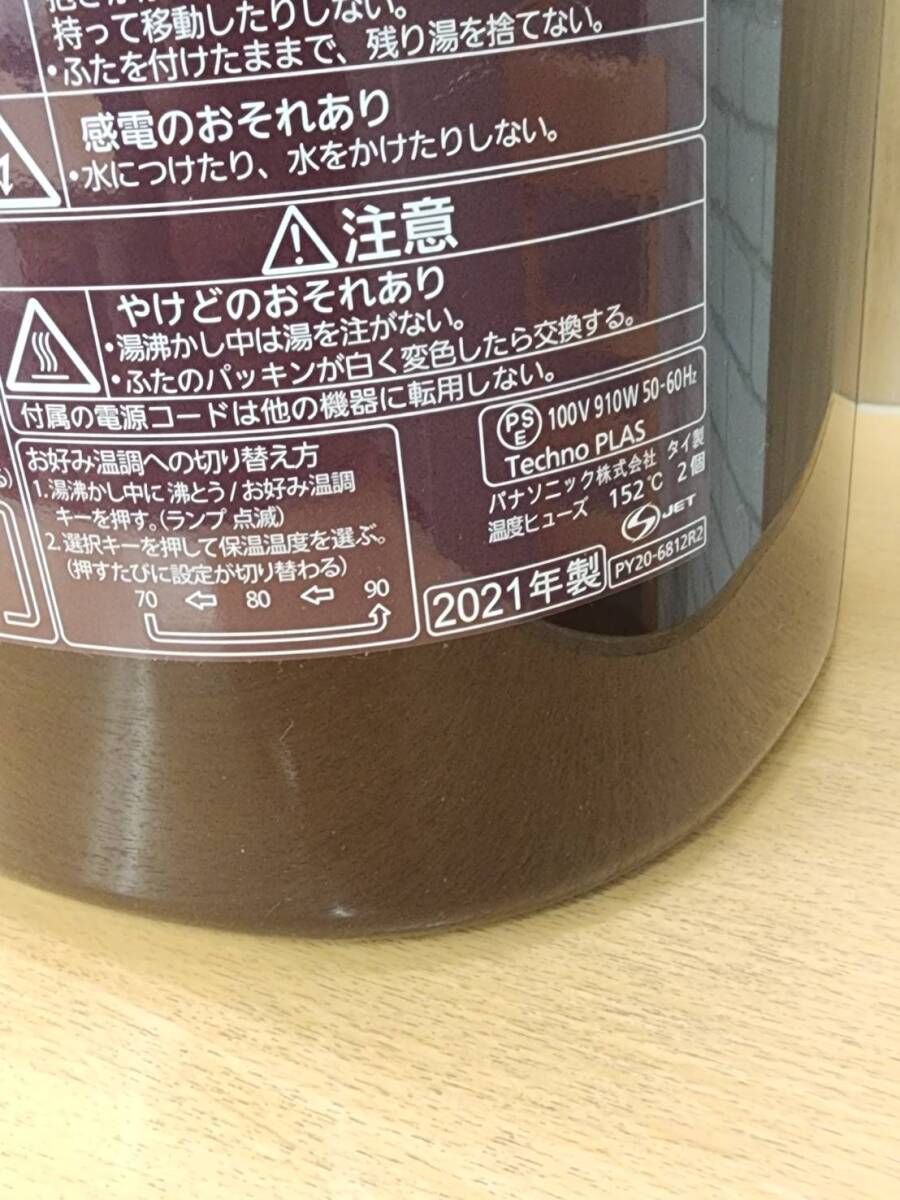 持って移動したりしない。
・ふたを付けたままで、残り湯を捨てない。
感電のおそれあり
・水につけたり、水をかけたりしない。
注意
やけどのおそれあり
・湯沸かし中は湯を注がない。
・ふたのパッキンが白く変色したら交換する。
付属の電源コードは他の機器に転用しない。
PSE 100V 910W 50-60Hz
Techno PLAS
パナソニック株式会社 タイ製
温度ヒューズ 152℃ 2個
JET
2021年製
PY20-6812R2
お好み温調への切り替え方
1.湯沸かし中に 沸とう/お好み温調
キーを押す。(ランプ 点滅)
2.選択キーを押して保温温度を選ぶ。
(押すたびに設定が切り替わる)
70 ⇦ 80 ⇦ 90